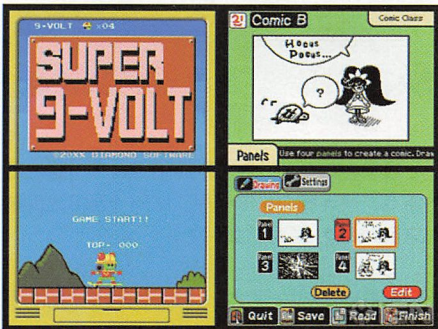 9-VOLT x04
SUPER
9-VOLT
©20XX DIAMOND SOFTWARE
Comic B
Comic Class
HOCUS
POCUS...
?
Panels
Use four panels to create a comic. Draw
GAME START!!
TOP- 000
Drawing
Settings
Panels
Panel
1
Panel
2
Panel
3
Panel
4
Delete
Edit
Quit
Save
Read
Finish